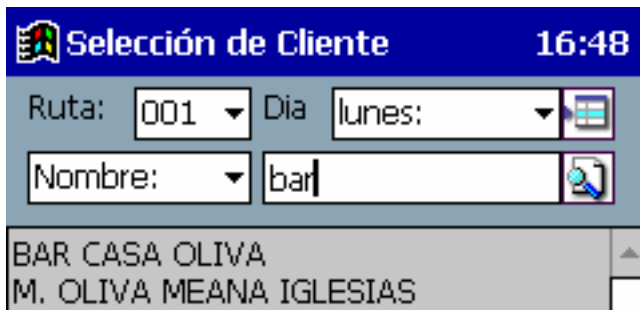 Selección de Cliente 16:48
Ruta: 001 Dia lunes:
Nombre: bar
BAR CASA OLIVA
M. OLIVA MEANA IGLESIAS